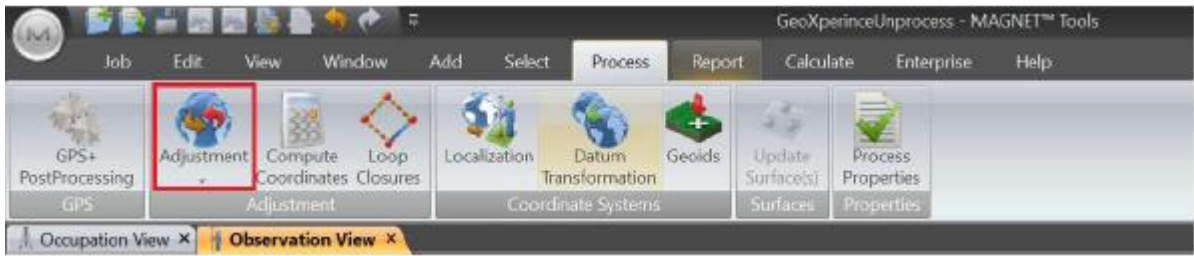 GeoXperinceUnprocess - MAGNET™ Tools
Job Edit View Window Add Select Process Report Calculate Enterprise Help
GPS+ PostProcessing
Adjustment
Compute Coordinates
Loop Closures
Localization
Datum Transformation
Geoids
Update Surface(s)
Process Properties
GPS Adjustment Coordinate Systems Surfaces Properties
Occupation View × Observation View ×